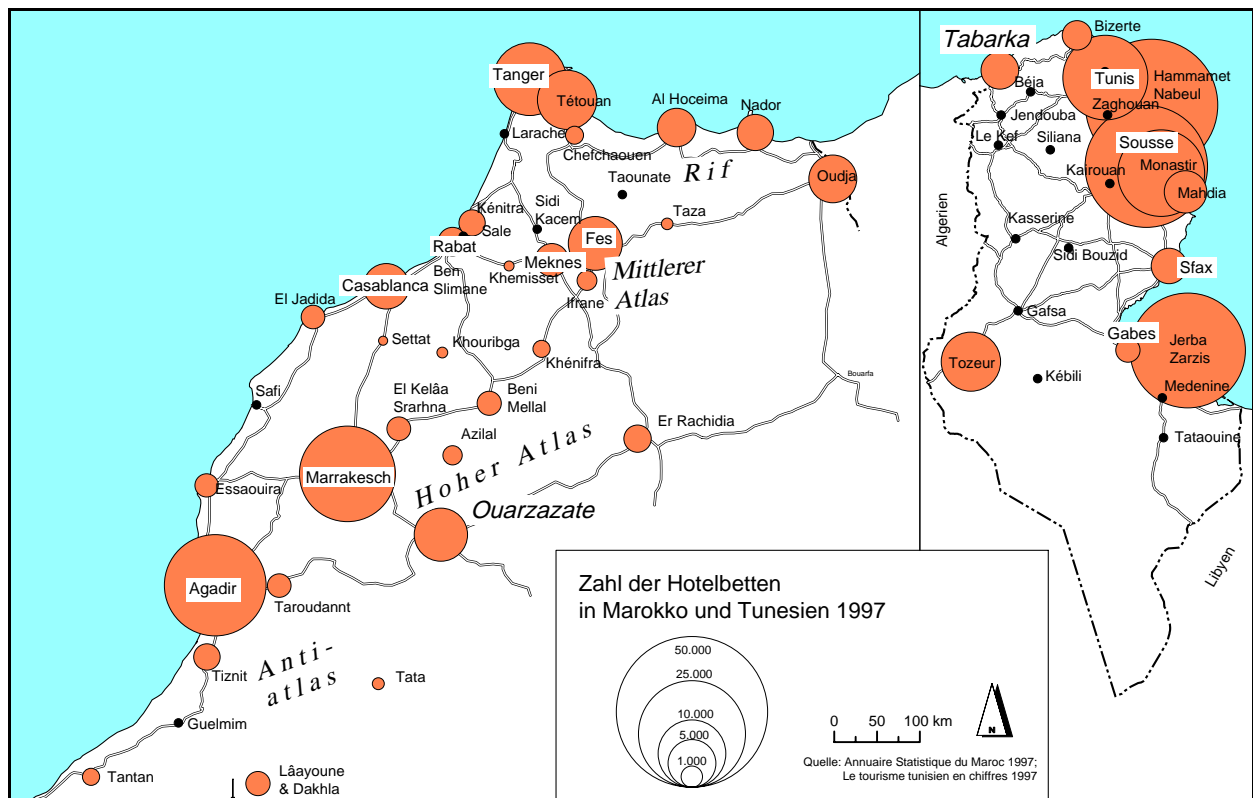 Tanger
Tétouan
Larache
Chefchaouen
Al Hoceima
Nador
Rif
Taounate
Oudja
Kénitra
Sale
Sidi
Kacem
Taza
Rabat
Fes
Meknes
Khemisset
Ben
Slimane
Mittlerer
Atlas
Ifrane
Casablanca
El Jadida
Settat
Khouribga
Khénifra
Bouarfa
Safi
El Kelâa
Srarhna
Beni
Mellal
Azilal
Er Rachidia
Hoher Atlas
Marrakesch
Essaouira
Ouarzazate
Agadir
Taroudannt
Tiznit
Anti-
atlas
Tata
Guelmim
Tantan
Lâayoune
& Dakhla
Zahl der Hotelbetten
in Marokko und Tunesien 1997
50.000
25.000
10.000
5.000
1.000
0 50 100 km
N
Quelle: Annuaire Statistique du Maroc 1997;
Le tourisme tunisien en chiffres 1997
Tabarka
Bizerte
Béja
Tunis
Hammamet
Nabeul
Zaghouan
Jendouba
Le Kef
Siliana
Sousse
Monastir
Kairouan
Mahdia
Algerien
Kasserine
Sidi Bouzid
Sfax
Gafsa
Gabes
Jerba
Zarzis
Tozeur
Kébili
Medenine
Tataouine
Libyen